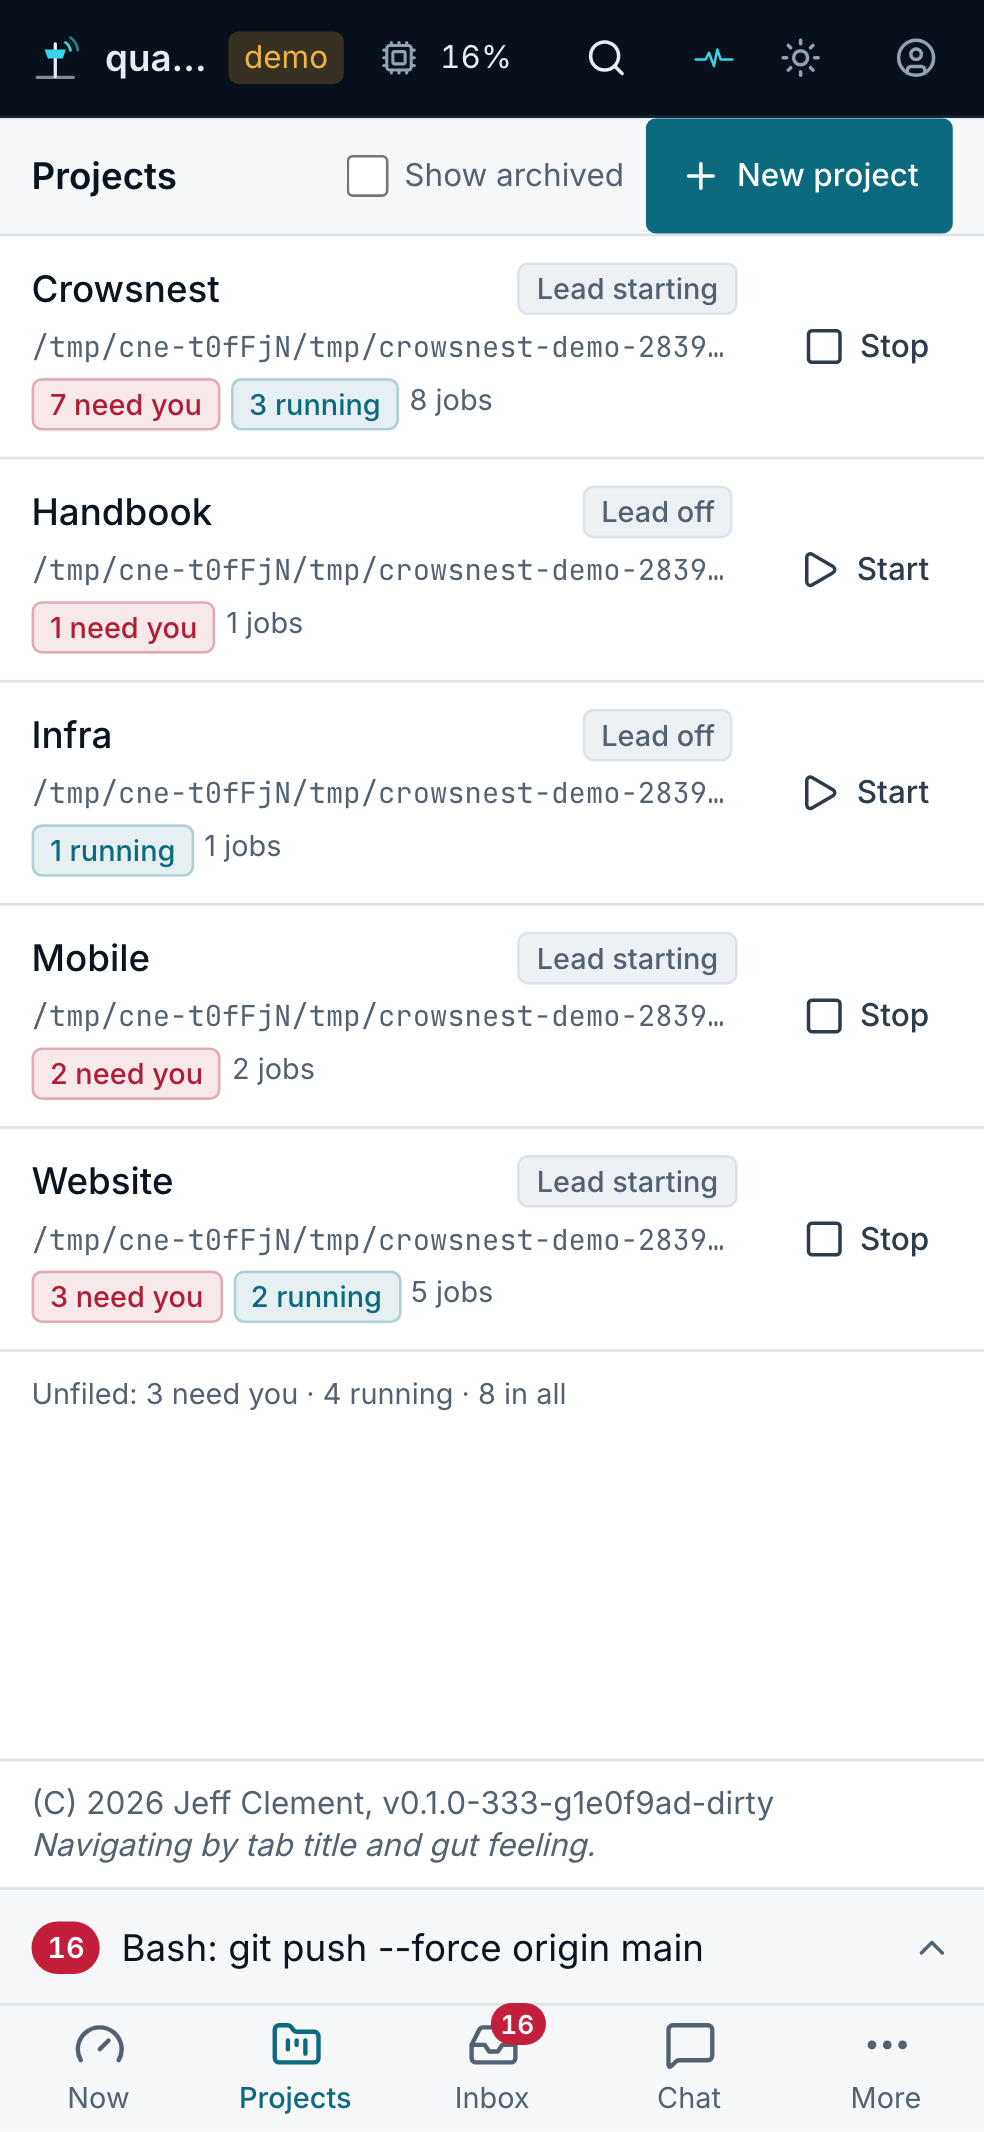 qua...
demo
16%
Projects
Show archived
New project
Crowsnest
Lead starting
/tmp/cne-t0fFjN/tmp/crowsnest-demo-2839…
Stop
7 need you
3 running
8 jobs
Handbook
Lead off
/tmp/cne-t0fFjN/tmp/crowsnest-demo-2839…
Start
1 need you
1 jobs
Infra
Lead off
/tmp/cne-t0fFjN/tmp/crowsnest-demo-2839…
Start
1 running
1 jobs
Mobile
Lead starting
/tmp/cne-t0fFjN/tmp/crowsnest-demo-2839…
Stop
2 need you
2 jobs
Website
Lead starting
/tmp/cne-t0fFjN/tmp/crowsnest-demo-2839…
Stop
3 need you
2 running
5 jobs
Unfiled: 3 need you · 4 running · 8 in all
(C) 2026 Jeff Clement, v0.1.0-333-g1e0f9ad-dirty
Navigating by tab title and gut feeling.
16
Bash: git push --force origin main
16
Now
Projects
Inbox
Chat
More